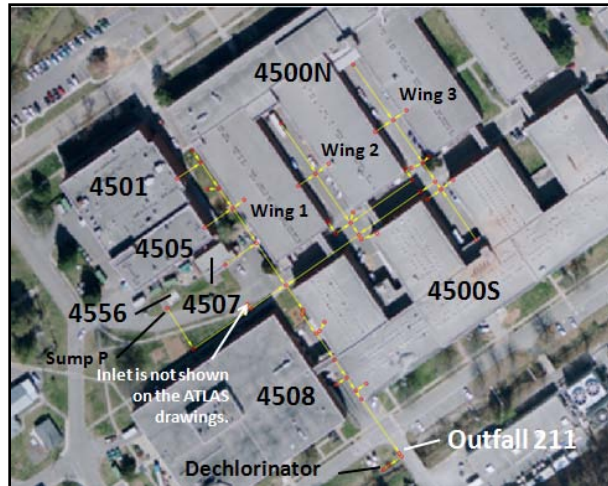 4500N
Wing 3
Wing 2
4501
Wing 1
4505
4507
4500S
4556
Sump P
Inlet is not shown
on the ATLAS
drawings.
4508
Outfall 211
Dechlorinator